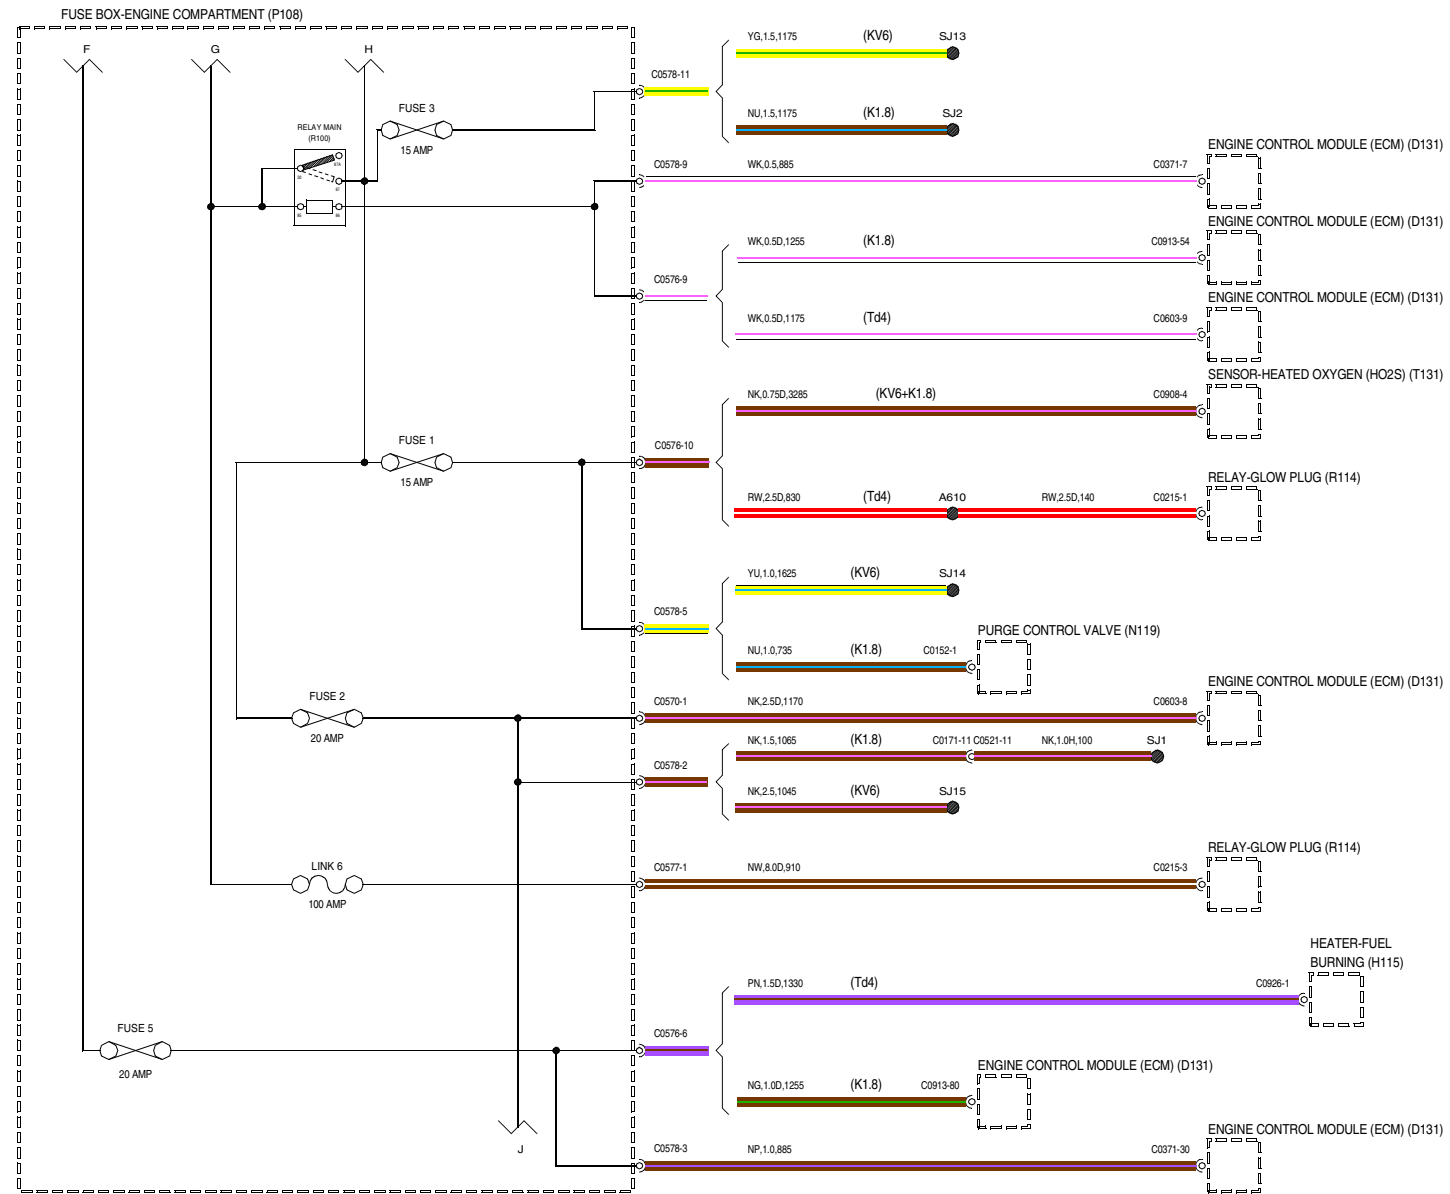 FUSE BOX-ENGINE COMPARTMENT (P108)
F
G
H
FUSE 3
15 AMP
RELAY MAIN
(R100)
87A
30
87
85
86
C0578-11
YG,1.5,1175
(KV6)
SJ13
NU,1.5,1175
(K1.8)
SJ2
C0578-9
WK,0.5,885
C0371-7
ENGINE CONTROL MODULE (ECM) (D131)
C0576-9
WK,0.5D,1255
(K1.8)
C0913-54
ENGINE CONTROL MODULE (ECM) (D131)
WK,0.5D,1175
(Td4)
C0603-9
ENGINE CONTROL MODULE (ECM) (D131)
FUSE 1
15 AMP
C0576-10
NK,0.75D,3285
(KV6+K1.8)
C0908-4
SENSOR-HEATED OXYGEN (HO2S) (T131)
RW,2.5D,830
(Td4)
A610
RW,2.5D,140
C0215-1
RELAY-GLOW PLUG (R114)
C0578-5
YU,1.0,1625
(KV6)
SJ14
NU,1.0,735
(K1.8)
C0152-1
PURGE CONTROL VALVE (N119)
FUSE 2
20 AMP
C0570-1
NK,2.5D,1170
C0603-8
ENGINE CONTROL MODULE (ECM) (D131)
C0578-2
NK,1.5,1065
(K1.8)
C0171-11 C0521-11
NK,1.0H,100
SJ1
NK,2.5,1045
(KV6)
SJ15
LINK 6
100 AMP
C0577-1
NW,8.0D,910
C0215-3
RELAY-GLOW PLUG (R114)
FUSE 5
20 AMP
C0576-6
PN,1.5D,1330
(Td4)
C0926-1
HEATER-FUEL
BURNING (H115)
NG,1.0D,1255
(K1.8)
C0913-80
ENGINE CONTROL MODULE (ECM) (D131)
J
C0578-3
NP,1.0,885
C0371-30
ENGINE CONTROL MODULE (ECM) (D131)